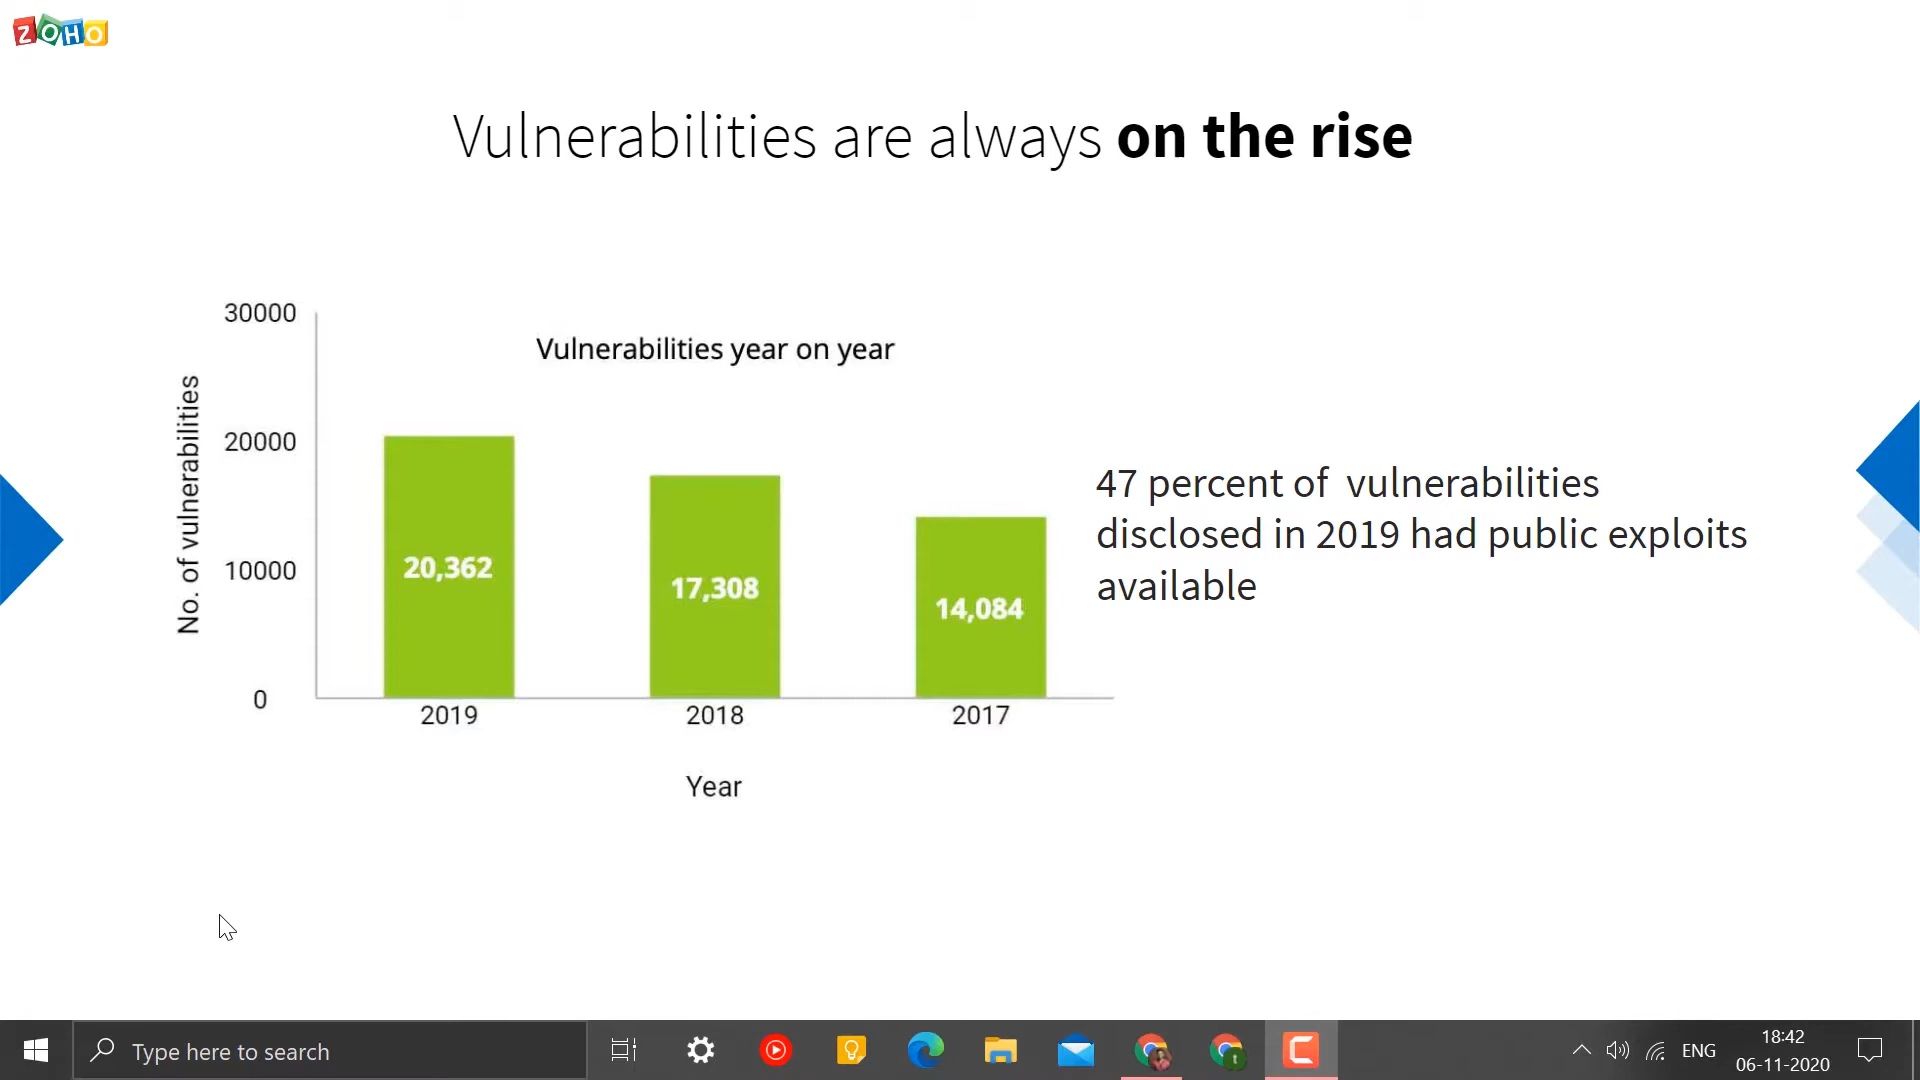 ZOHO
Vulnerabilities are always on the rise
Vulnerabilities year on year
No. of vulnerabilities
30000
20000
10000
0
20,362
17,308
14,084
2019
2018
2017
Year
47 percent of  vulnerabilities
disclosed in 2019 had public exploits
available
Type here to search
t
ENG
18:42
06-11-2020